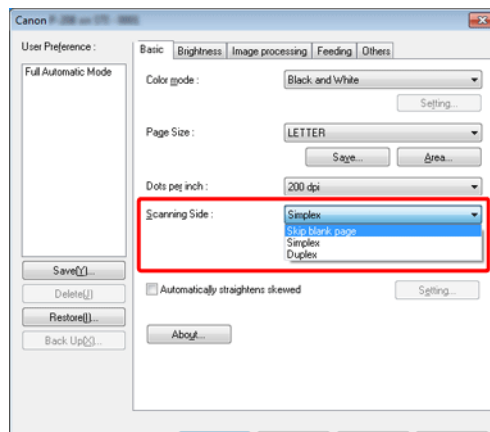 Canon
User Preference :
Full Automatic Mode
Save(Y)...
Delete(J)
Restore(I)...
Back Up(X)...
Basic Brightness Image processing Feeding Others
Color mode : Black and White
Setting...
Page Size : LETTER
Save... Area...
Dots per inch : 200 dpi
Scanning Side : Simplex
Skip blank page
Simplex
Duplex
Automatically straightens skewed Setting...
About...